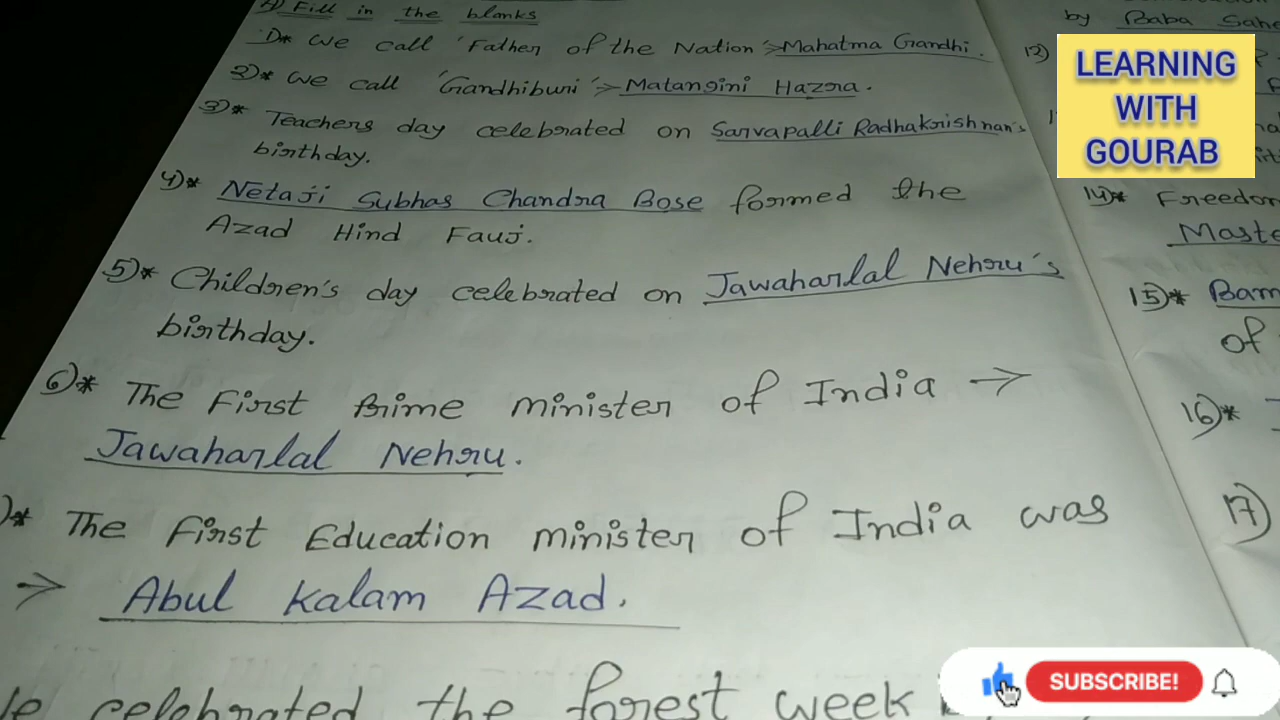 A) Fill in the blanks
1)* We call 'Father of the Nation' → Mahatma Gandhi.
2)* We call 'Gandhiburi' → Matangini Hazra.
3)* Teachers day celebrated on Sarvapalli Radhakrishnan's
birthday.
4)* Netaji Subhas Chandra Bose formed the
Azad Hind Fauj.
5)* Children's day celebrated on Jawaharlal Nehru's
birthday.
6)* The First Prime minister of India →
Jawaharlal Nehru.
)* The First Education minister of India was
→ Abul Kalam Azad.
celebrated the forest week
by Baba
13)
14)* Freedom
15)*
of
16)*
17)
LEARNING
WITH
GOURAB
SUBSCRIBE!